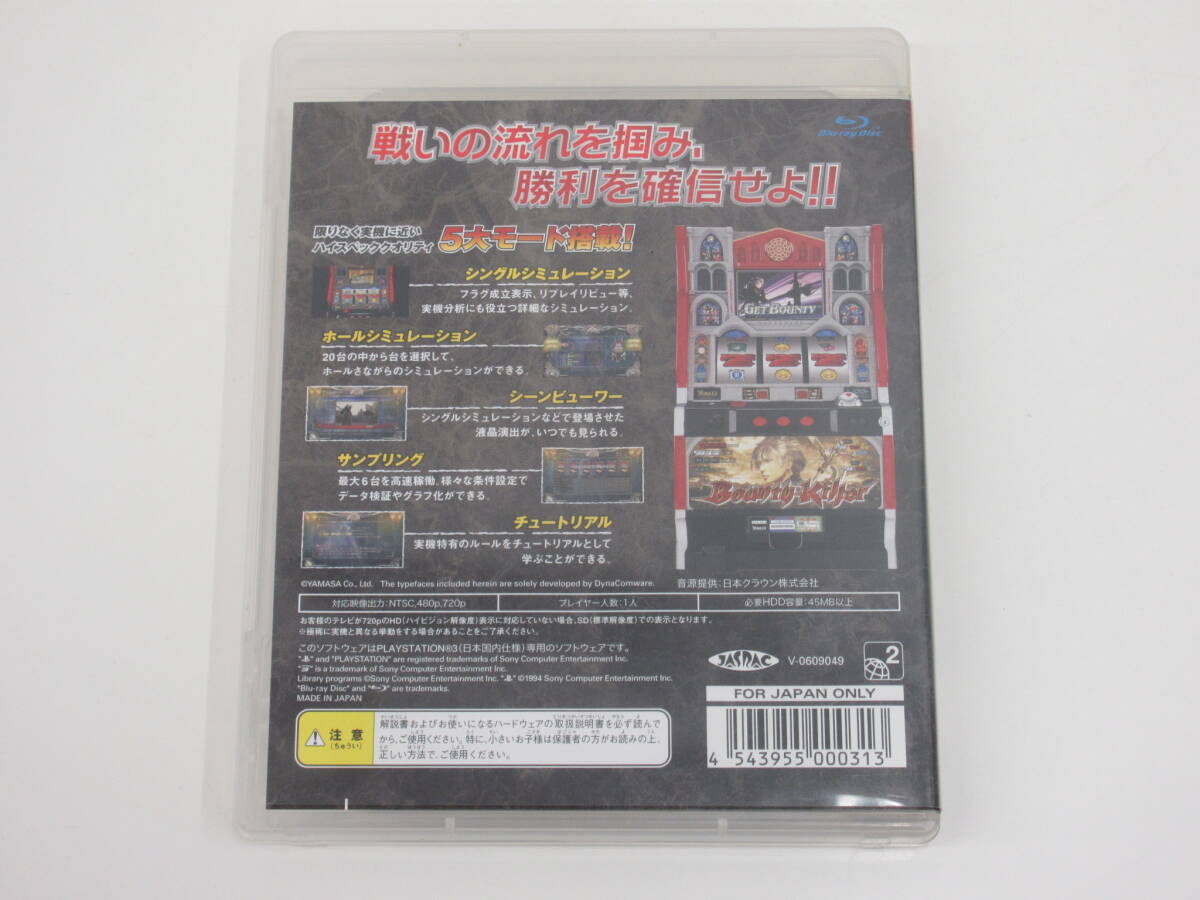 Blu-ray Disc
戦いの流れを掴み、
勝利を確信せよ!!
限りなく実機に近い
ハイスペッククオリティ
5大モード搭載!
シングルシミュレーション
フラグ成立表示、リプレイリビュー等、
実機分析にも役立つ詳細なシミュレーション。
ホールシミュレーション
20台の中から台を選択して、
ホールさながらのシミュレーションができる。
シーンビューワー
シングルシミュレーションなどで登場させた
液晶演出が、いつでも見られる。
サンプリング
最大6台を高速稼働。様々な条件設定で
データ検証やグラフ化ができる。
チュートリアル
実機特有のルールをチュートリアルとして
学ぶことができる。
GET BOUNTY
Bounty Killer
©YAMASA Co., Ltd. The typefaces included herein are solely developed by DynaComware.
音源提供:日本クラウン株式会社
対応映像出力:NTSC,480p,720p
プレイヤー人数:1人
必要HDD容量:45MB以上
お客様のテレビが720pのHD(ハイビジョン解像度)表示に対応していない場合、SD(標準解像度)での表示となります。
※極稀に実機と異なる挙動をする場合があることをご了承ください。
このソフトウェアはPLAYSTATION®3(日本国内仕様)専用のソフトウェアです。
" " and "PLAYSTATION" are registered trademarks of Sony Computer Entertainment Inc.
" " is a trademark of Sony Computer Entertainment Inc.
Library programs ©Sony Computer Entertainment Inc. " " ©1994 Sony Computer Entertainment Inc.
"Blu-ray Disc" and " " are trademarks.
MADE IN JAPAN
JASRAC
V-0609049
2
FOR JAPAN ONLY
注意
(ちゅうい)
解説書およびお使いになるハードウェアの取扱説明書を必ず読んで
から、ご使用ください。特に、小さいお子様は保護者の方がお読みの上、
正しい方法で、ご使用ください。
4 543955 000313